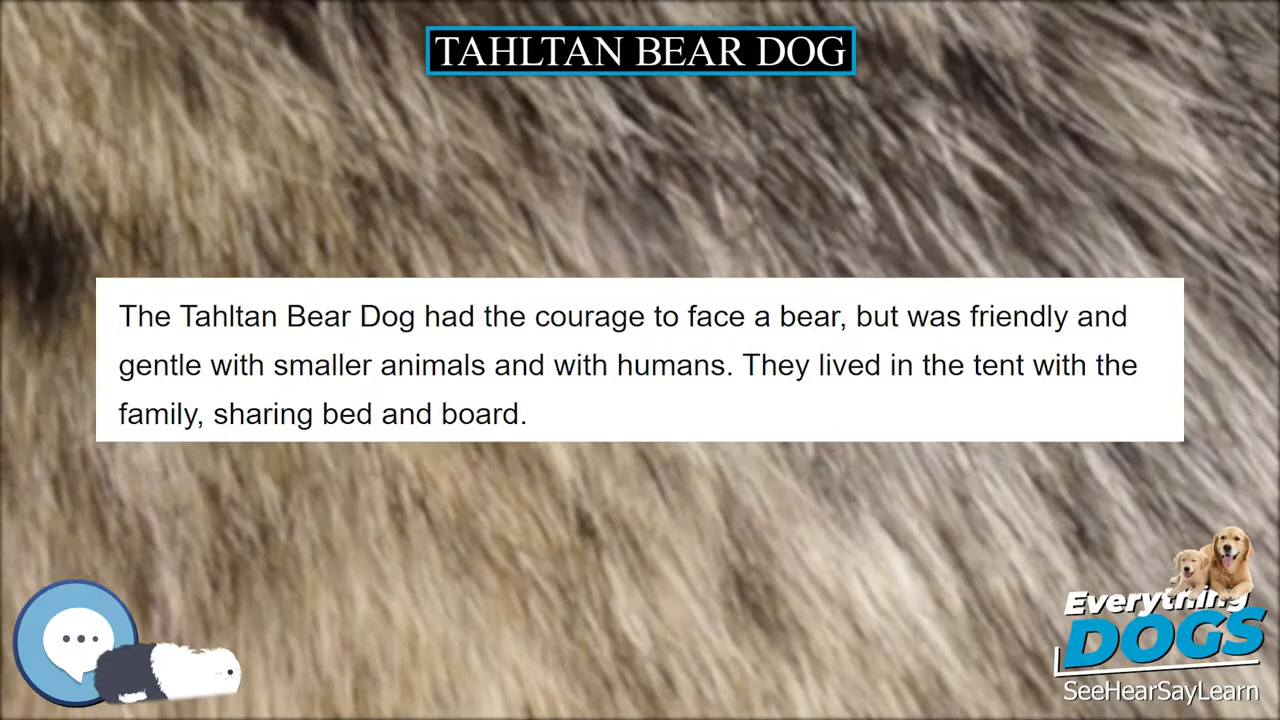 TAHLTAN BEAR DOG
The Tahltan Bear Dog had the courage to face a bear, but was friendly and
gentle with smaller animals and with humans. They lived in the tent with the
family, sharing bed and board.
Everything
DOGS
SeeHearSayLearn